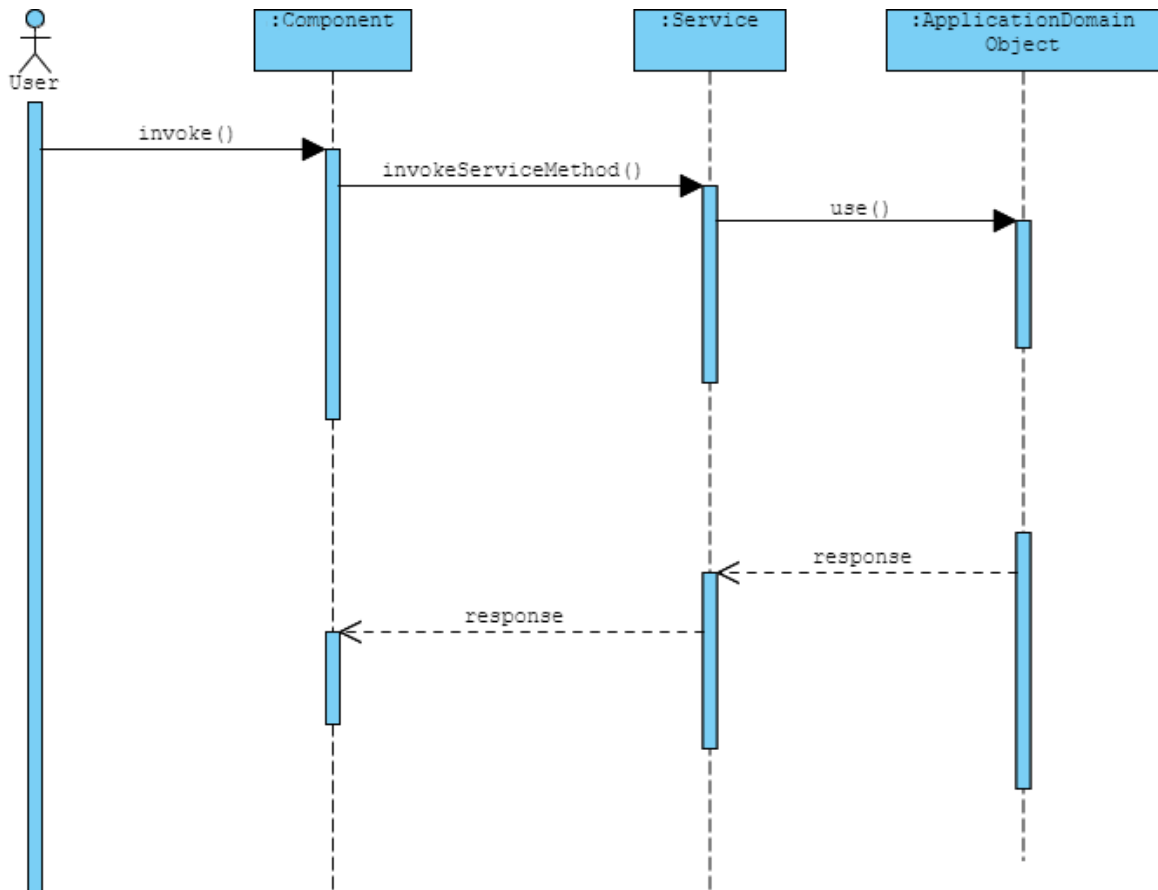 :Component
:Service
:ApplicationDomain
Object
User
invoke()
invokeServiceMethod()
use()
response
response